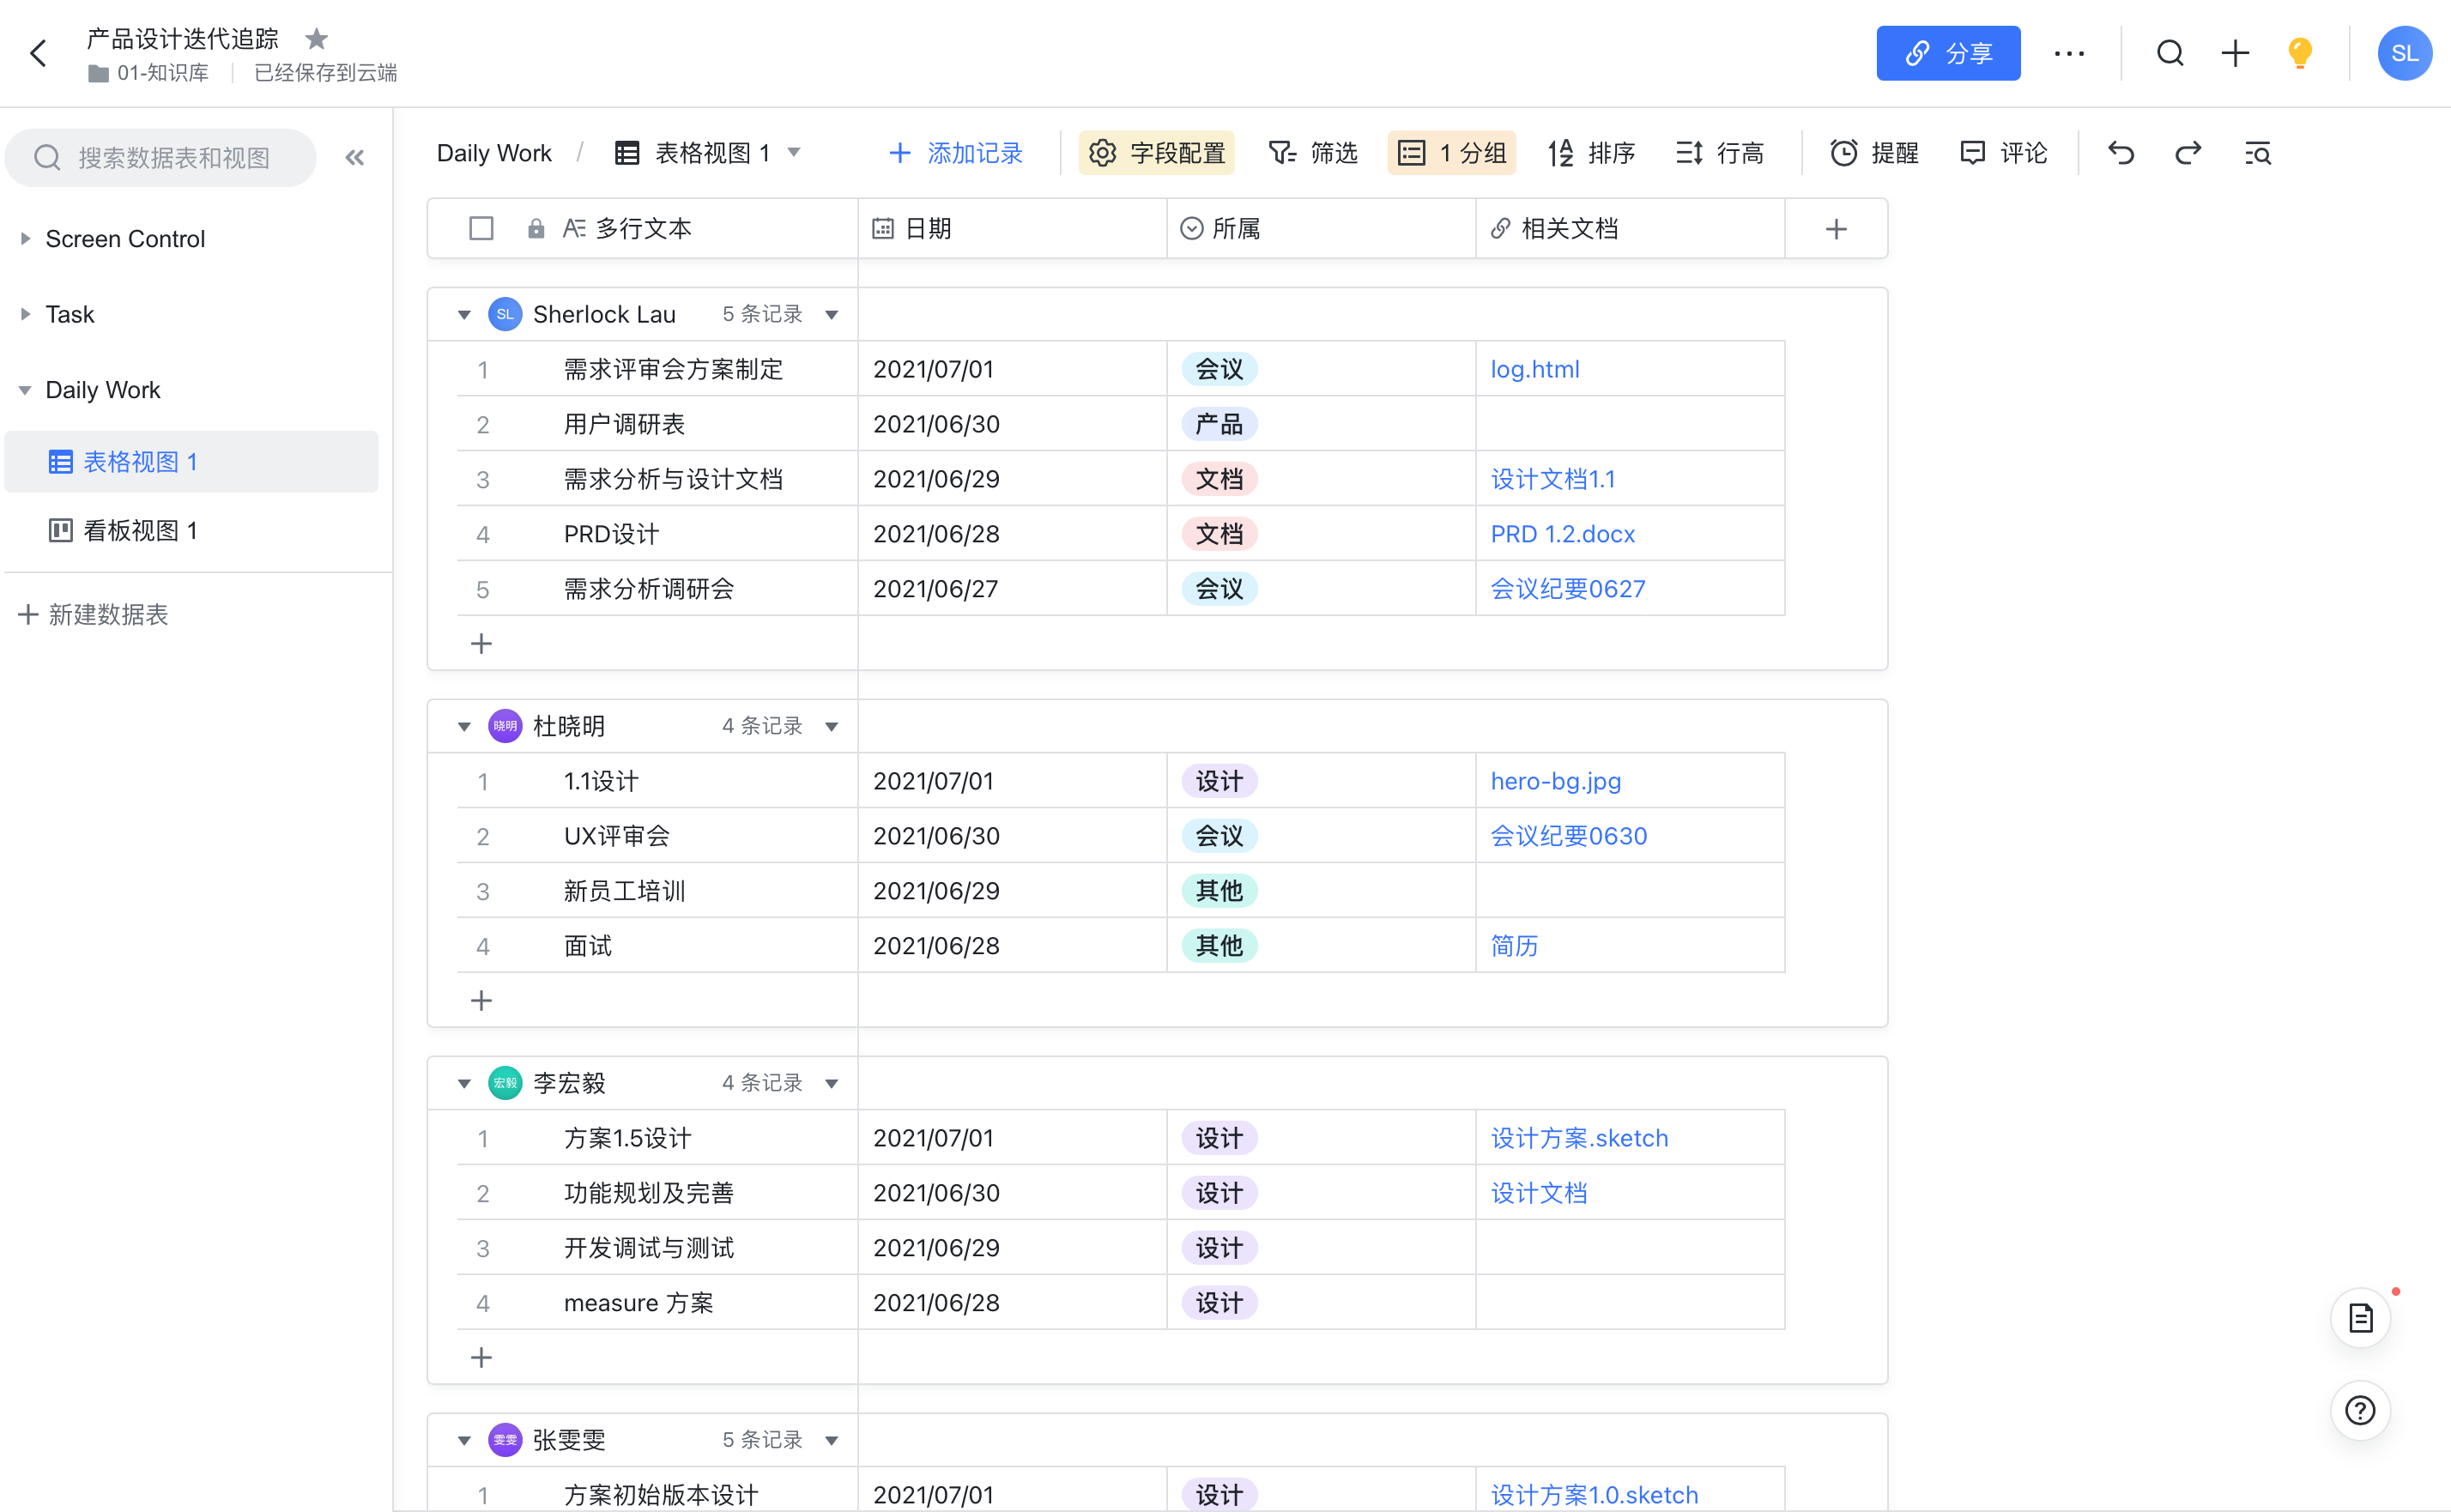 产品设计迭代追踪
01-知识库 已经保存到云端
分享
SL
搜索数据表和视图
Screen Control
Task
Daily Work
表格视图 1
看板视图 1
新建数据表
Daily Work / 表格视图 1 添加记录 字段配置 筛选 1 分组 排序 行高 提醒 评论
多行文本 日期 所属 相关文档
SL Sherlock Lau 5 条记录
1 需求评审会方案制定 2021/07/01 会议 log.html
2 用户调研表 2021/06/30 产品
3 需求分析与设计文档 2021/06/29 文档 设计文档1.1
4 PRD设计 2021/06/28 文档 PRD 1.2.docx
5 需求分析调研会 2021/06/27 会议 会议纪要0627
晓明 杜晓明 4 条记录
1 1.1设计 2021/07/01 设计 hero-bg.jpg
2 UX评审会 2021/06/30 会议 会议纪要0630
3 新员工培训 2021/06/29 其他
4 面试 2021/06/28 其他 简历
宏毅 李宏毅 4 条记录
1 方案1.5设计 2021/07/01 设计 设计方案.sketch
2 功能规划及完善 2021/06/30 设计 设计文档
3 开发调试与测试 2021/06/29 设计
4 measure 方案 2021/06/28 设计
雯雯 张雯雯 5 条记录
1 方案初始版本设计 2021/07/01 设计 设计方案1.0.sketch